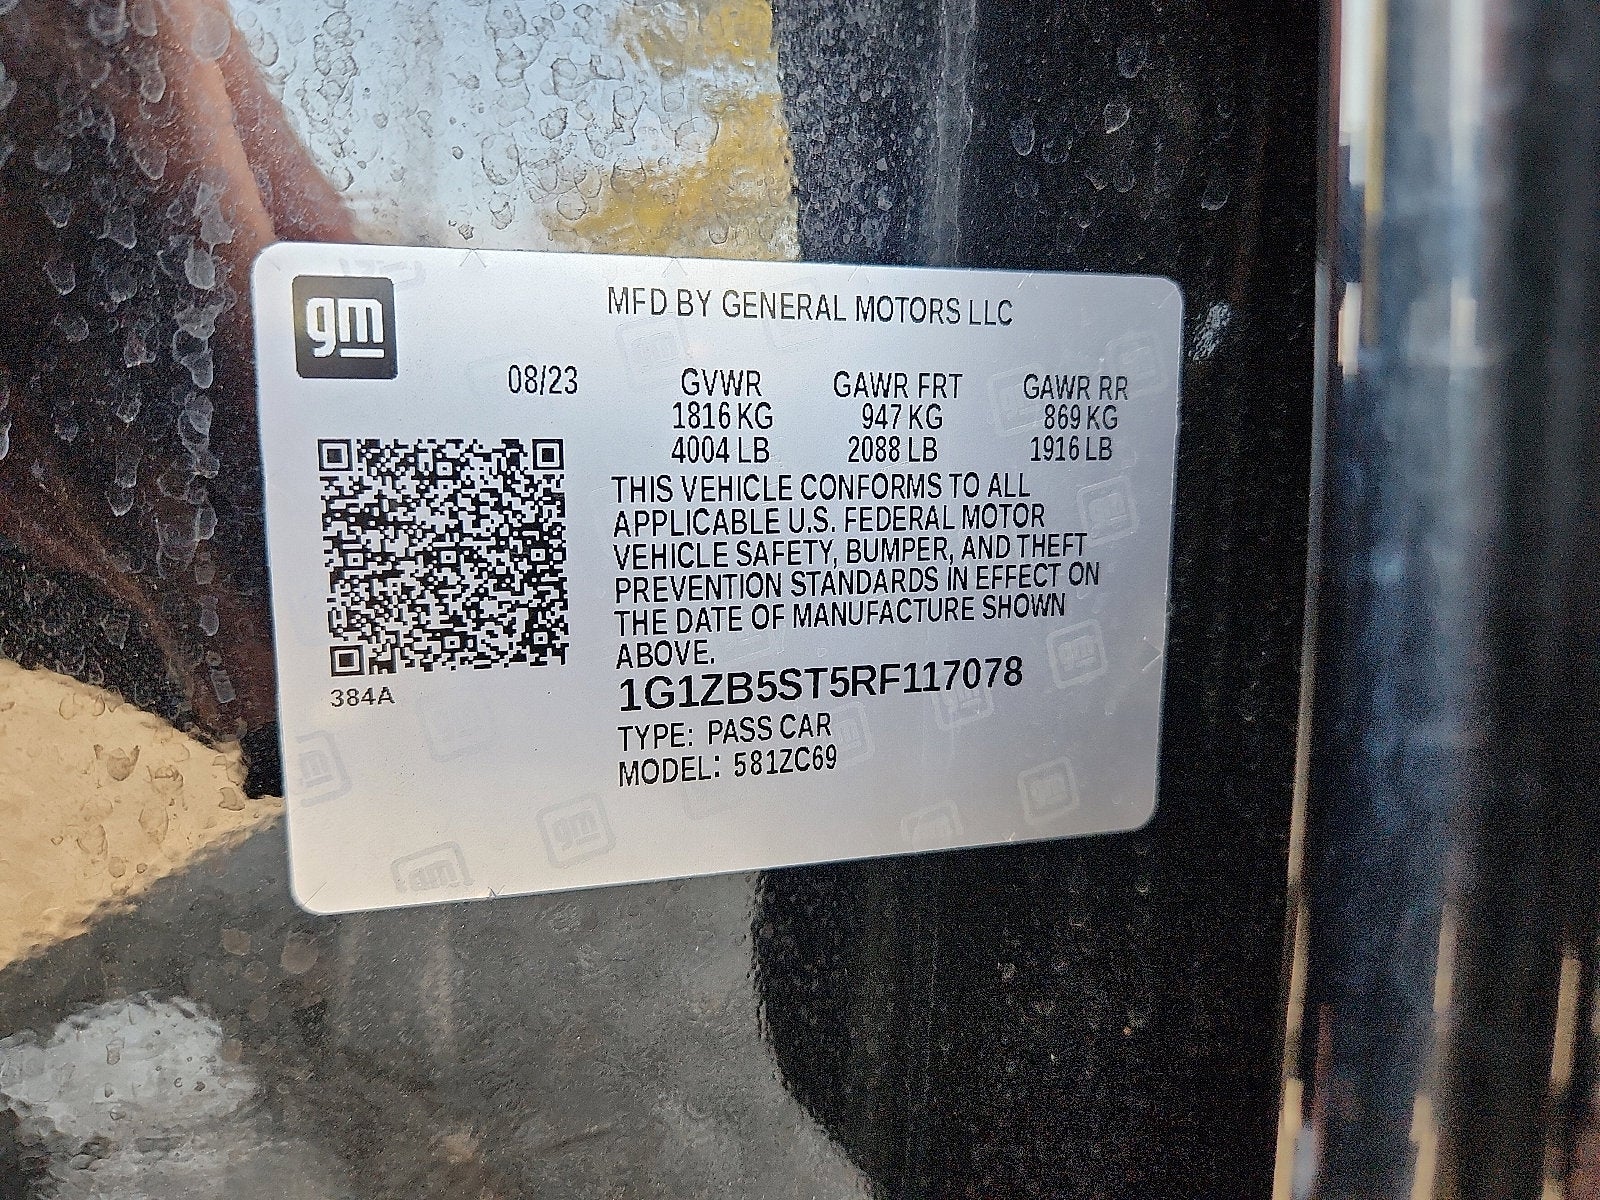 gm
MFD BY GENERAL MOTORS LLC
08/23 GVWR GAWR FRT GAWR RR
1816 KG 947 KG 869 KG
4004 LB 2088 LB 1916 LB
THIS VEHICLE CONFORMS TO ALL
APPLICABLE U.S. FEDERAL MOTOR
VEHICLE SAFETY, BUMPER, AND THEFT
PREVENTION STANDARDS IN EFFECT ON
THE DATE OF MANUFACTURE SHOWN
ABOVE.
384A
1G1ZB5ST5RF117078
TYPE: PASS CAR
MODEL: 581ZC69